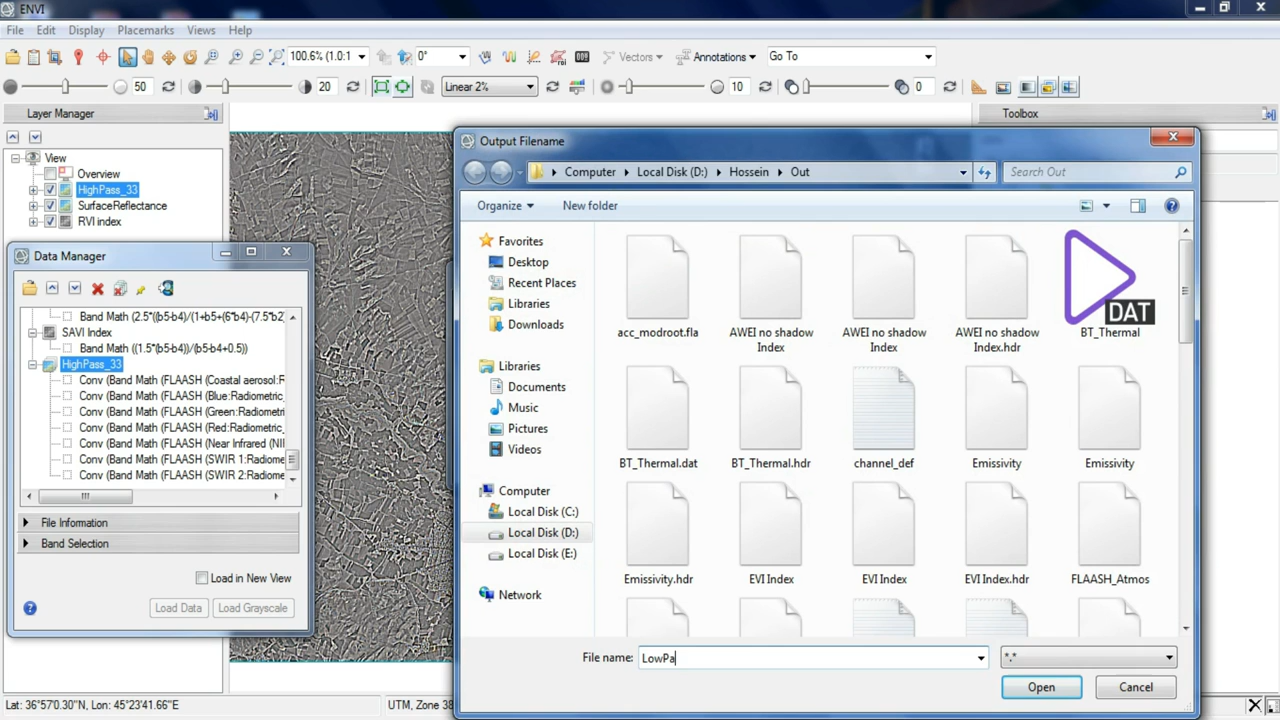 ENVI
File Edit Display Placemarks Views Help
100.6% (1.0:1 0° Vectors Annotations Go To
50 20 Linear 2% 10 0
Layer Manager
Toolbox
View
Overview
HighPass_33
SurfaceReflectance
RVI index
Data Manager
Band Math (2.5*((b5-b4)/(1+b5+(6*b4)-(7.5*b2
SAVI Index
Band Math ((1.5*(b5-b4))/(b5-b4+0.5))
HighPass_33
Conv (Band Math (FLAASH (Coastal aerosol:R
Conv (Band Math (FLAASH (Blue:Radiometric_
Conv (Band Math (FLAASH (Green:Radiometri
Conv (Band Math (FLAASH (Red:Radiometric_
Conv (Band Math (FLAASH (Near Infrared (NII
Conv (Band Math (FLAASH (SWIR 1:Radiome
Conv (Band Math (FLAASH (SWIR 2:Radiome
File Information
Band Selection
Load in New View
Load Data Load Grayscale
Output Filename
Computer Local Disk (D:) Hossein Out Search Out
Organize New folder
Favorites
Desktop
Recent Places
Libraries
Downloads
Libraries
Documents
Music
Pictures
Videos
Computer
Local Disk (C:)
Local Disk (D:)
Local Disk (E:)
Network
DAT
acc_modroot.fla
AWEI no shadow Index
AWEI no shadow Index
AWEI no shadow Index.hdr
BT_Thermal
BT_Thermal.dat
BT_Thermal.hdr
channel_def
Emissivity
Emissivity
Emissivity.hdr
EVI Index
EVI Index
EVI Index.hdr
FLAASH_Atmos
File name: LowPa *.*
Open Cancel
Lat: 36°57'0.30"N, Lon: 45°23'41.66"E UTM, Zone 38